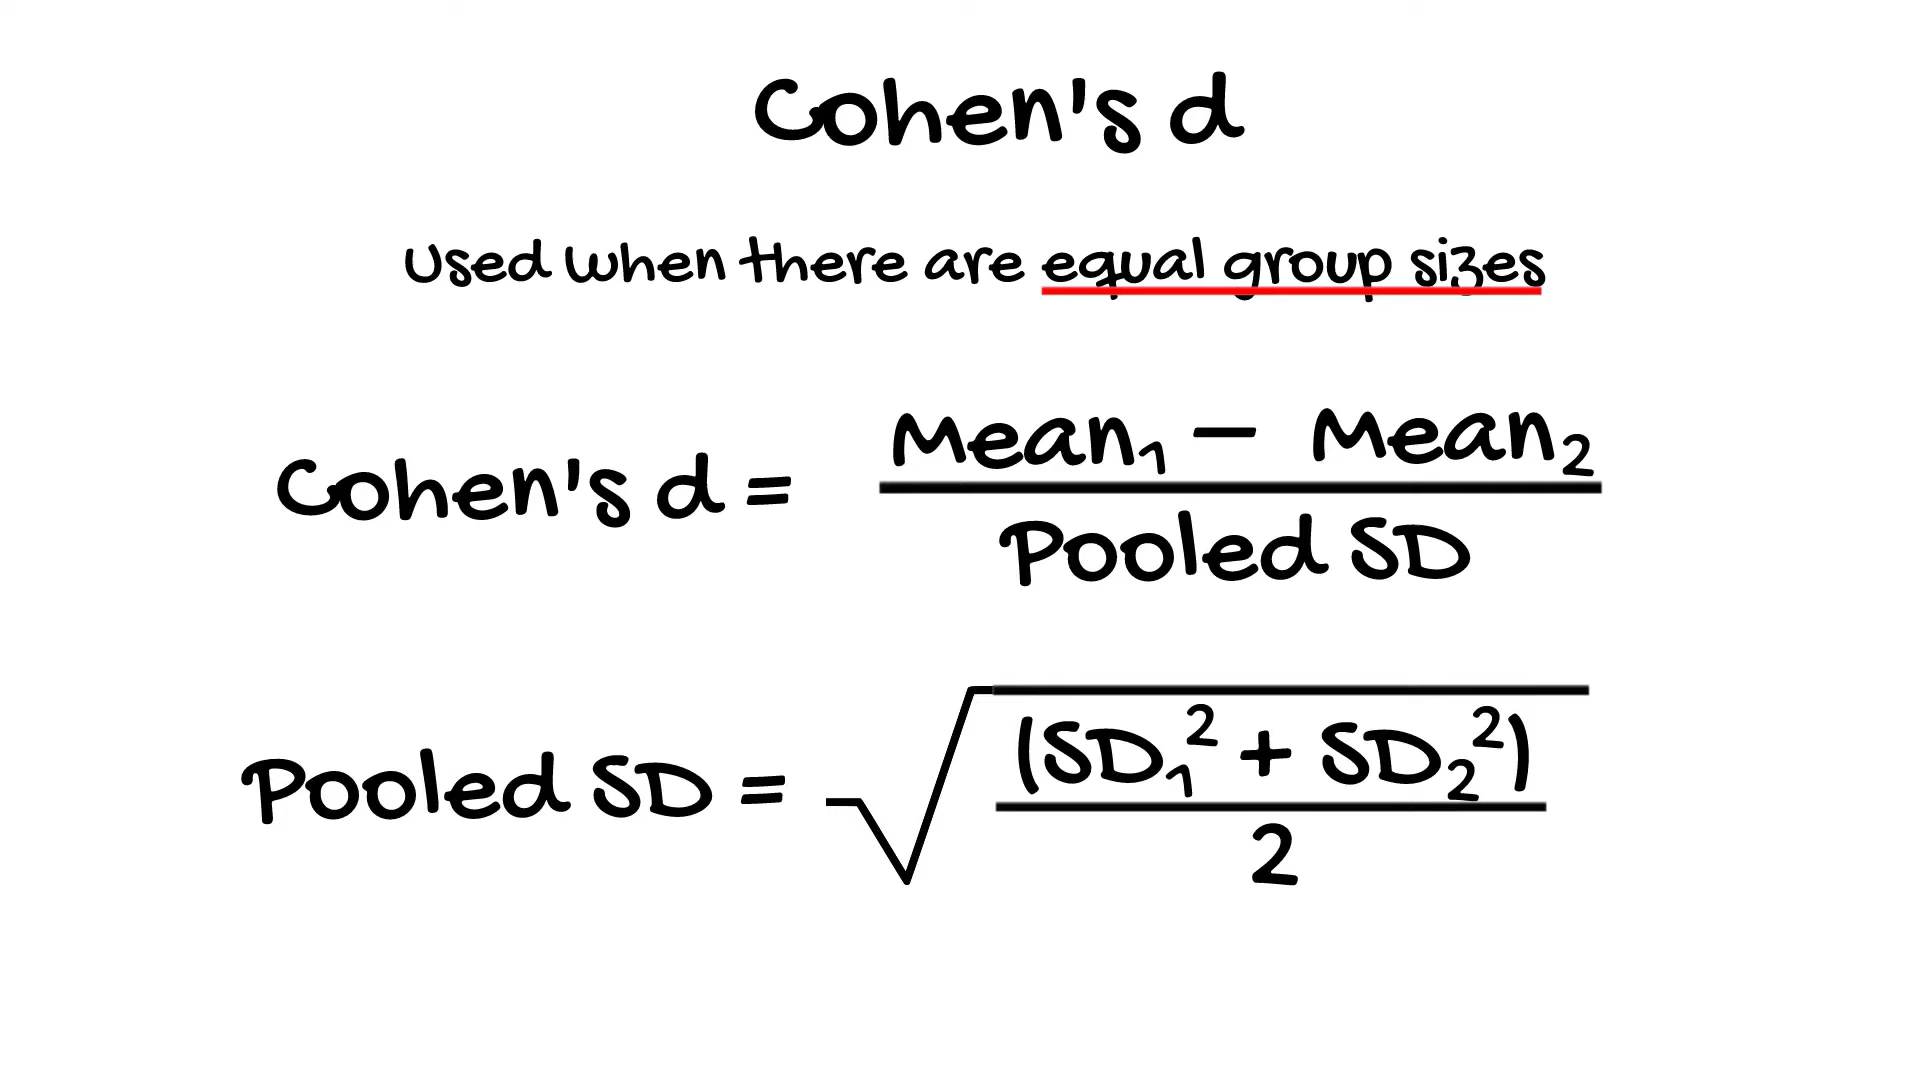 Cohen's d
Used when there are equal group sizes
Cohen's d = Mean₁ − Mean₂
Pooled SD
Pooled SD = √ (SD₁² + SD₂²)
2